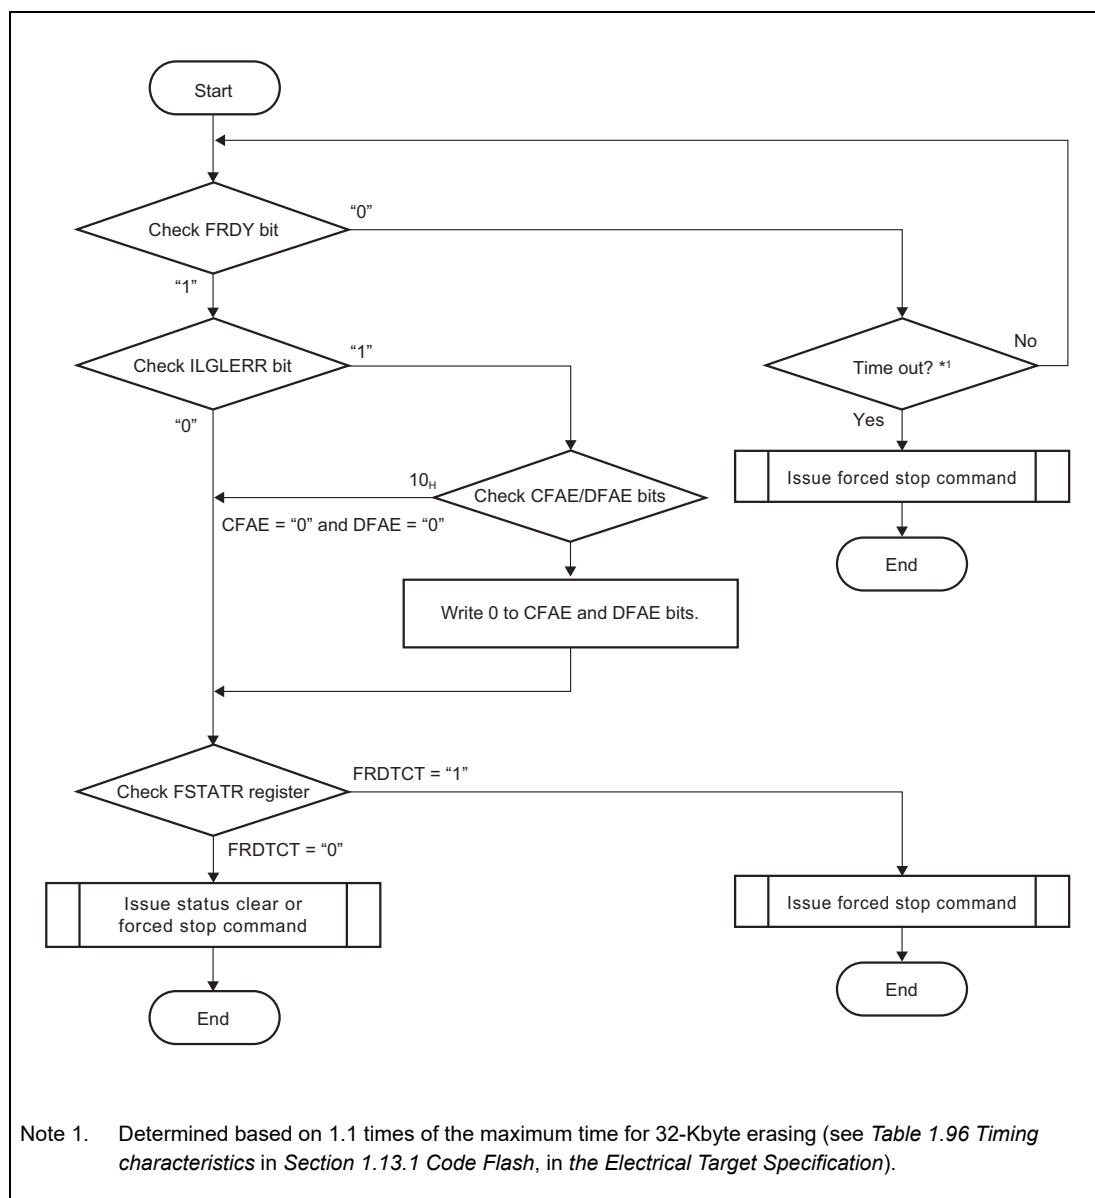 Start
Check FRDY bit
“0”
“1”
Check ILGLERR bit
“1”
“0”
Time out? *1
No
Yes
Issue forced stop command
End
10H
Check CFAE/DFAE bits
CFAE = “0” and DFAE = “0”
Write 0 to CFAE and DFAE bits.
Check FSTATR register
FRDTCT = “1”
FRDTCT = “0”
Issue status clear or
forced stop command
End
Issue forced stop command
End
Note 1. Determined based on 1.1 times of the maximum time for 32-Kbyte erasing (see Table 1.96 Timing
characteristics in Section 1.13.1 Code Flash, in the Electrical Target Specification).